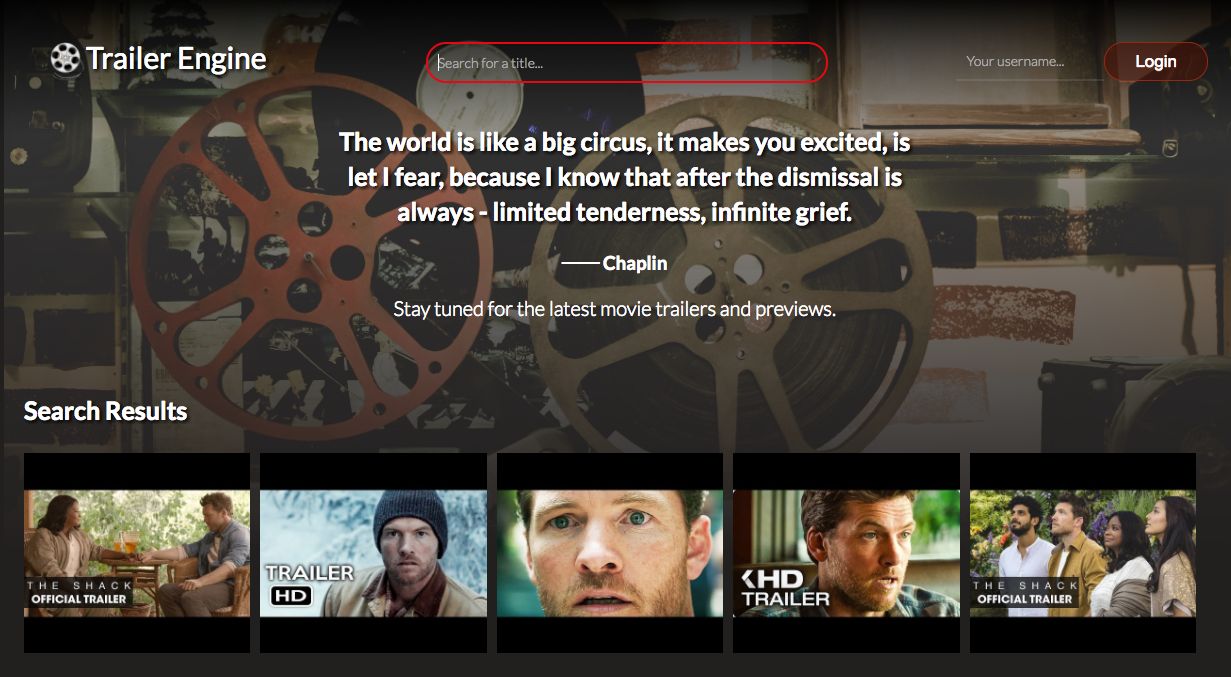 Trailer Engine
Search for a title...
Your username...
Login
The world is like a big circus, it makes you excited, is
let I fear, because I know that after the dismissal is
always - limited tenderness, infinite grief.
—— Chaplin
Stay tuned for the latest movie trailers and previews.
Search Results
THE SHACK
OFFICIAL TRAILER
TRAILER
HD
KHD
TRAILER
THE SHACK
OFFICIAL TRAILER